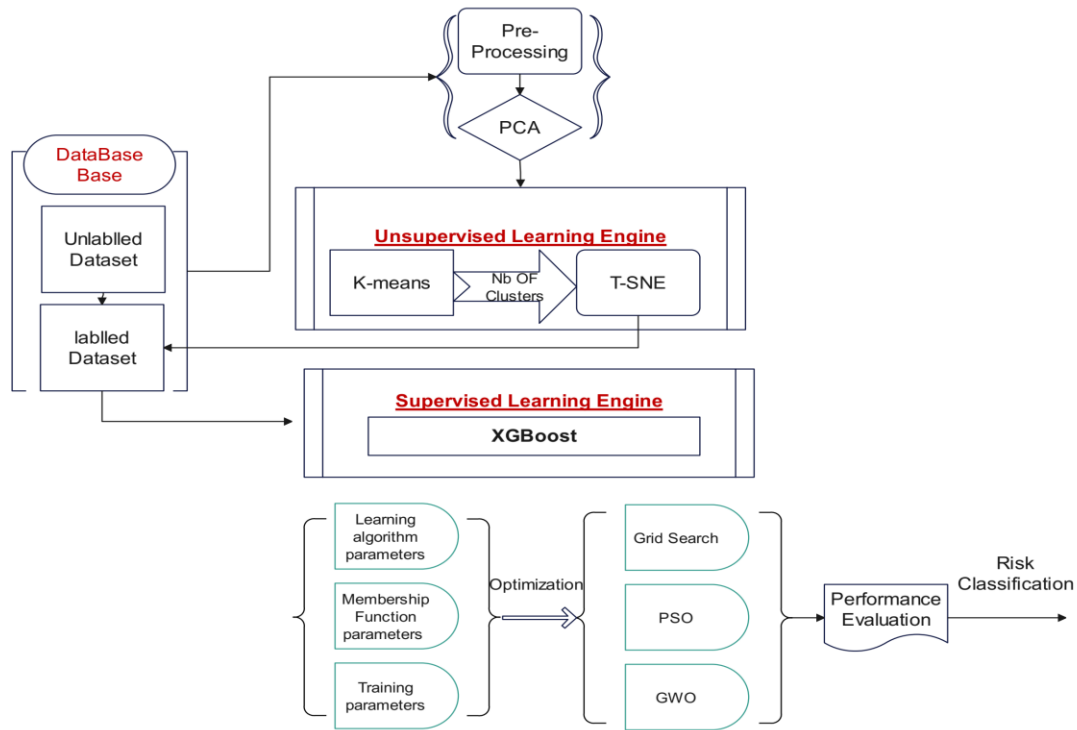 Pre-
Processing
PCA
DataBase
Base
Unlablled
Dataset
lablled
Dataset
Unsupervised Learning Engine
K-means
Nb OF
Clusters
T-SNE
Supervised Learning Engine
XGBoost
Learning
algorithm
parameters
Membership
Function
parameters
Training
parameters
Optimization
Grid Search
PSO
GWO
Performance
Evaluation
Risk
Classification